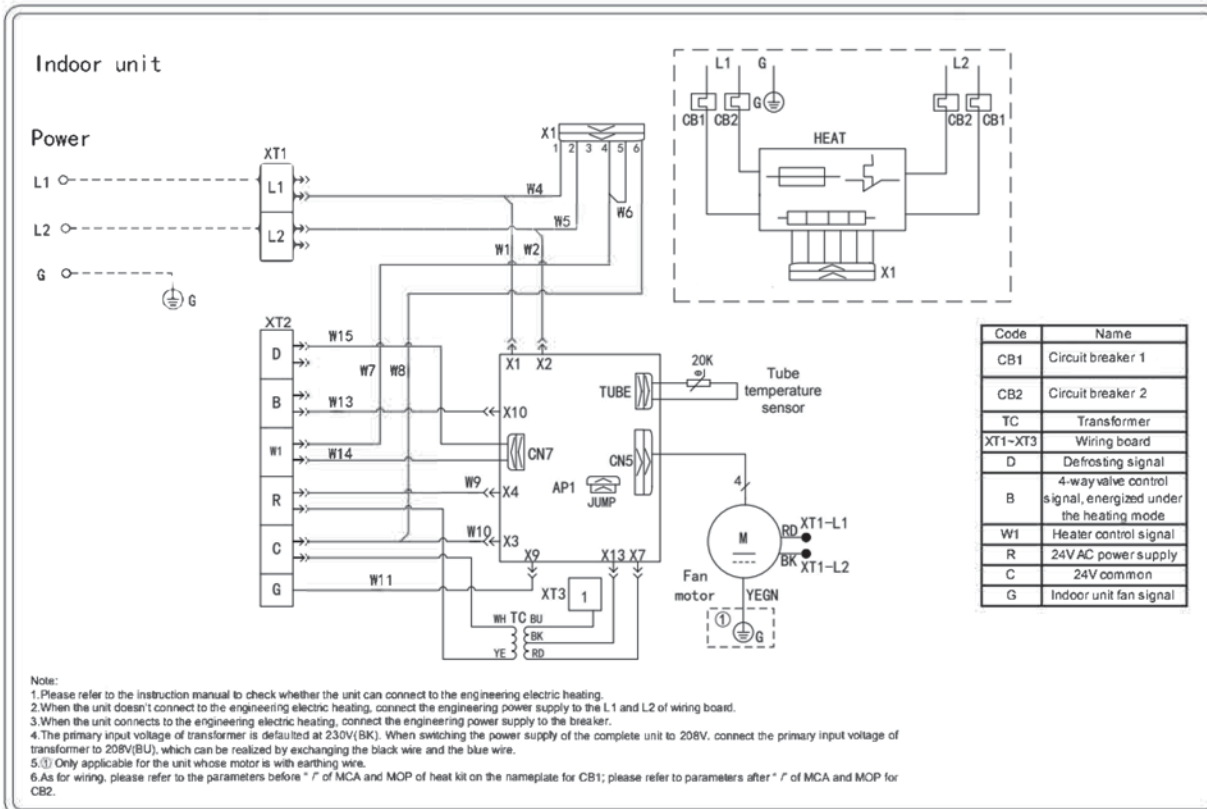 Indoor unit
Power
L1
L2
G
G
XT1
L1
L2
X1
1 2 3 4 5 6
W4
W5
W6
W1
W2
XT2
D
B
W1
R
C
G
W15
W7
W8
W13
W14
W9
W10
W11
X1 X2
X10
CN7
X4
X3
X9
X13 X7
AP1
JUMP
TUBE
CN5
20K
Tube
temperature
sensor
4
M
RD
XT1-L1
BK
XT1-L2
Fan
motor
YEGN
①
G
XT3
1
WH TC BU
BK
YE
RD
L1
G
L2
CB1
CB2
G
CB2
CB1
HEAT
X1
Code Name
CB1 Circuit breaker 1
CB2 Circuit breaker 2
TC Transformer
XT1~XT3 Wiring board
D Defrosting signal
B 4-way valve control
signal, energized under
the heating mode
W1 Heater control signal
R 24V AC power supply
C 24V common
G Indoor unit fan signal
Note:
1.Please refer to the instruction manual to check whether the unit can connect to the engineering electric heating.
2.When the unit doesn't connect to the engineering electric heating, connect the engineering power supply to the L1 and L2 of wiring board.
3.When the unit connects to the engineering electric heating, connect the engineering power supply to the breaker.
4.The primary input voltage of transformer is defaulted at 230V(BK). When switching the power supply of the complete unit to 208V, connect the primary input voltage of
transformer to 208V(BU), which can be realized by exchanging the black wire and the blue wire.
5.① Only applicable for the unit whose motor is with earthing wire.
6.As for wiring, please refer to the parameters before " /" of MCA and MOP of heat kit on the nameplate for CB1; please refer to parameters after " /" of MCA and MOP for
CB2.